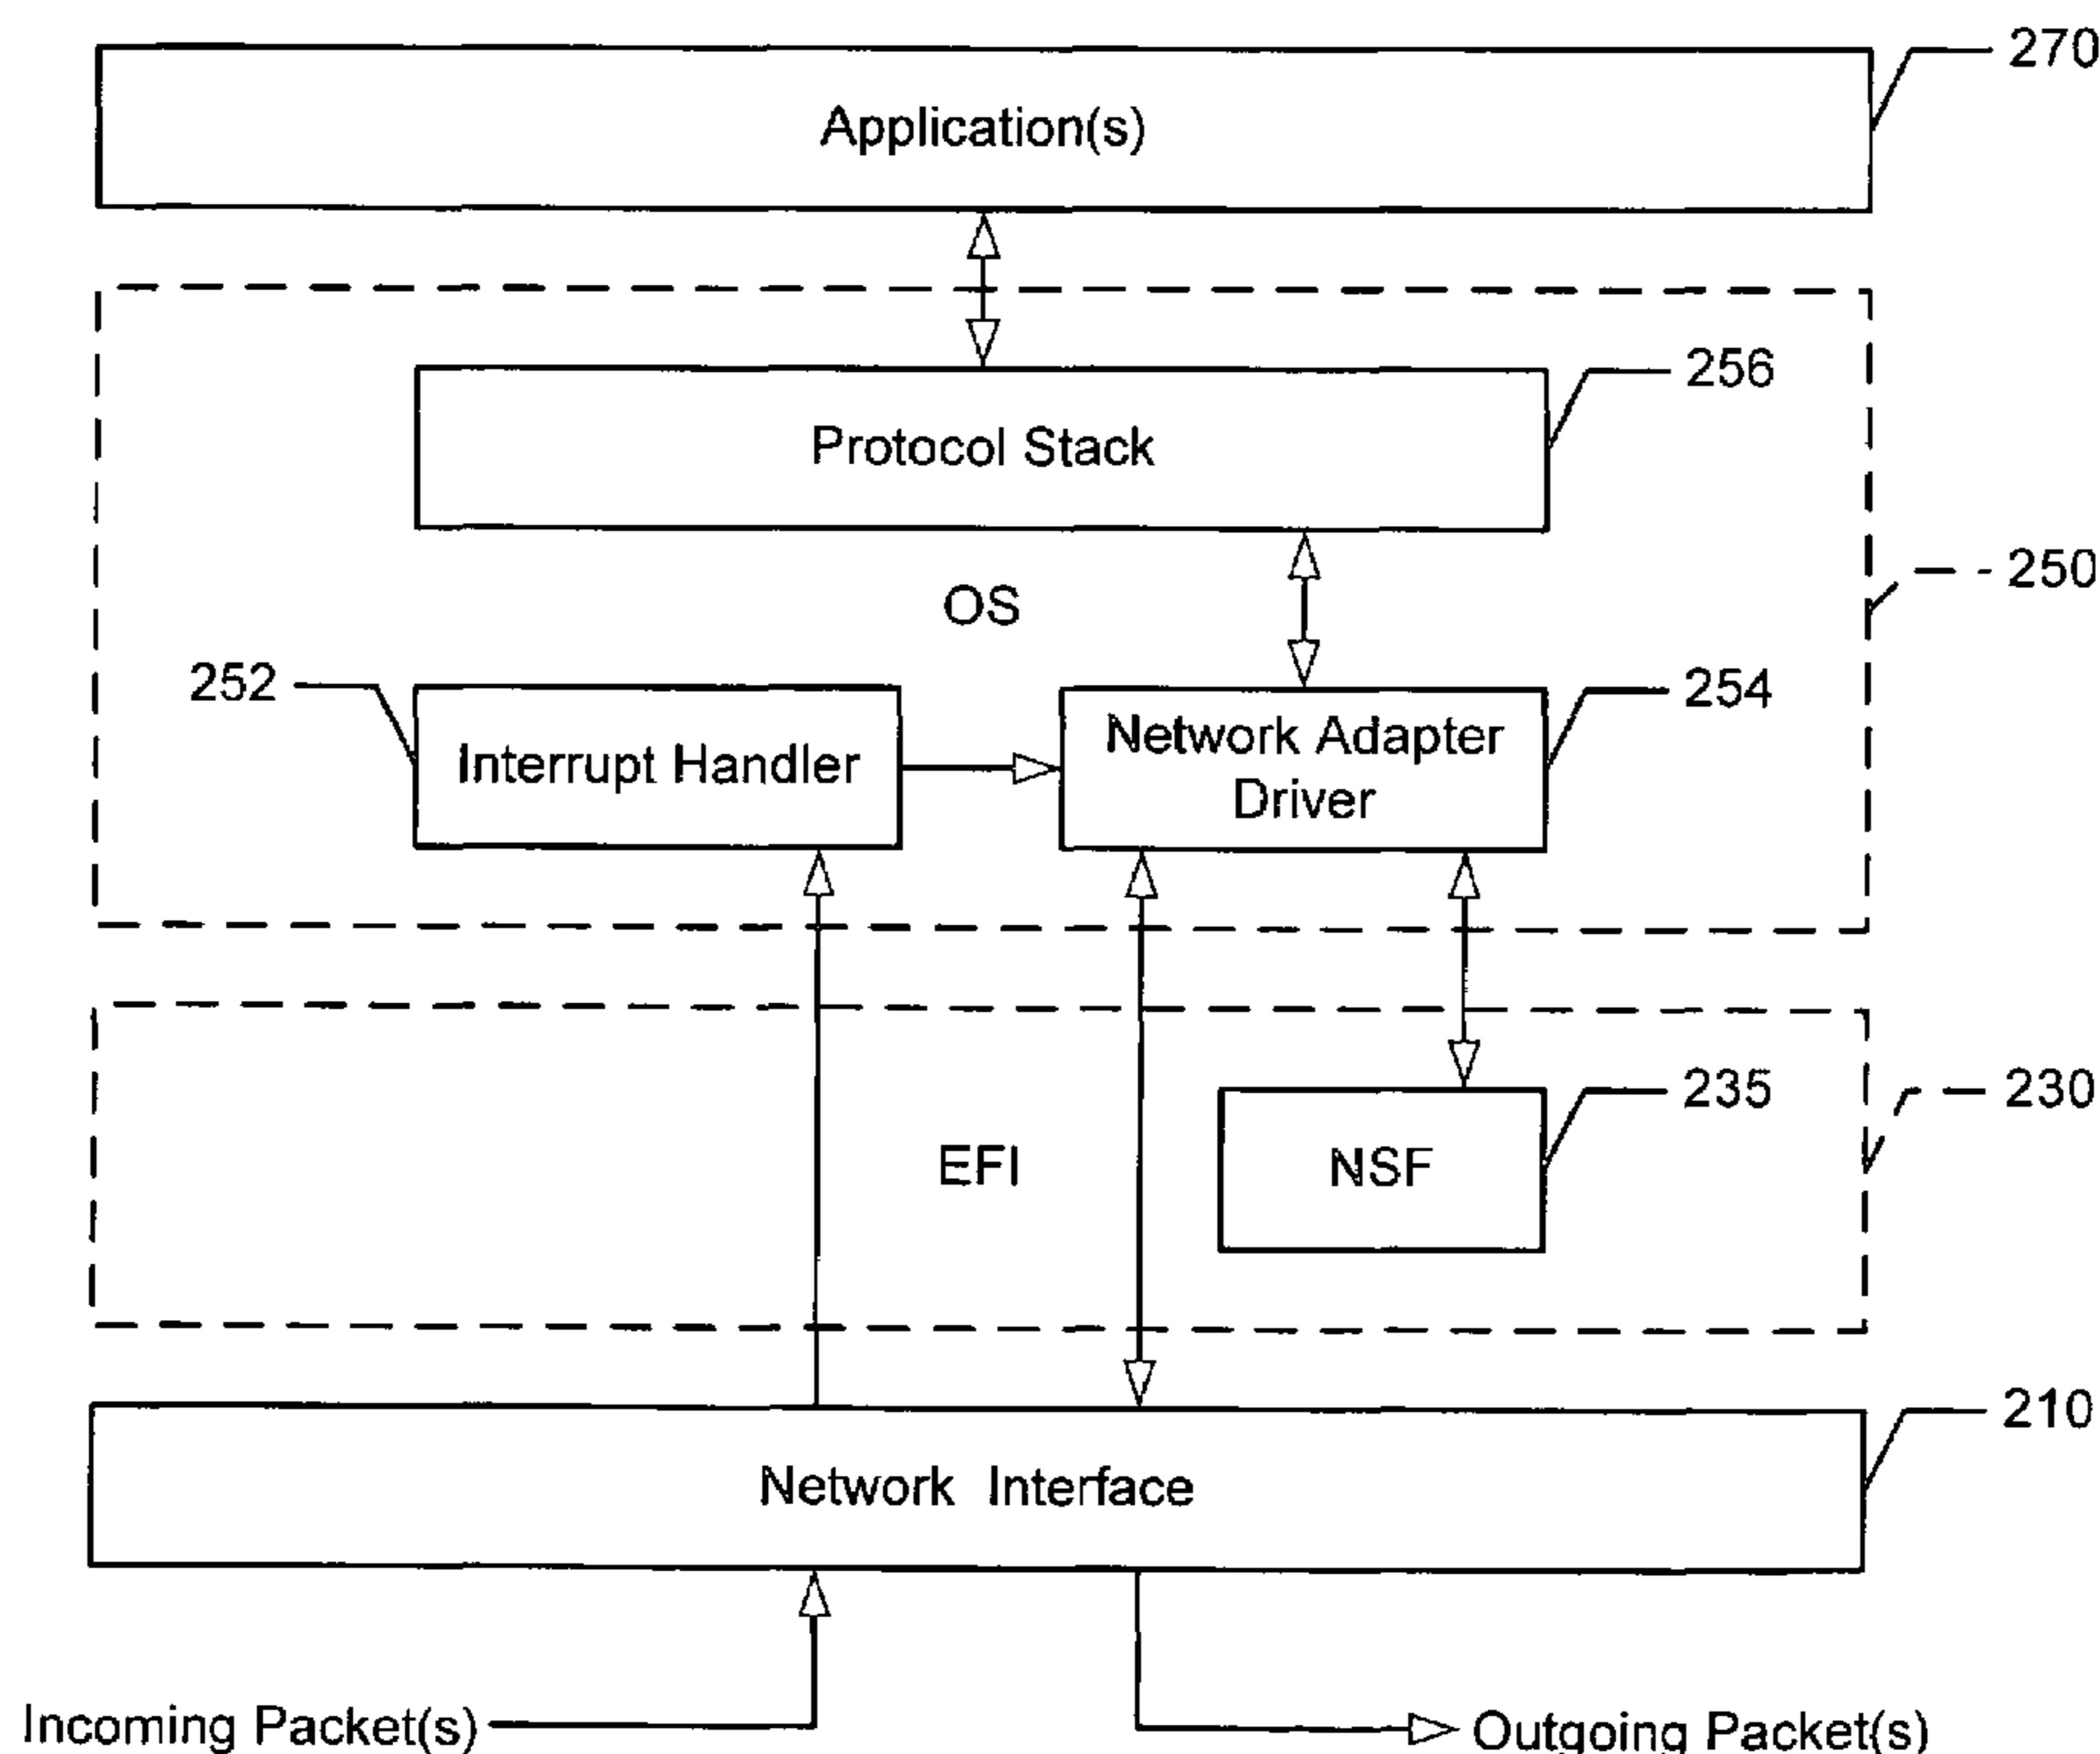 270
Application(s)
256
Protocol Stack
250
OS
252
254
Interrupt Handler
Network Adapter
Driver
235
230
EFI
NSF
210
Network Interface
Incoming Packet(s)
Outgoing Packet(s)